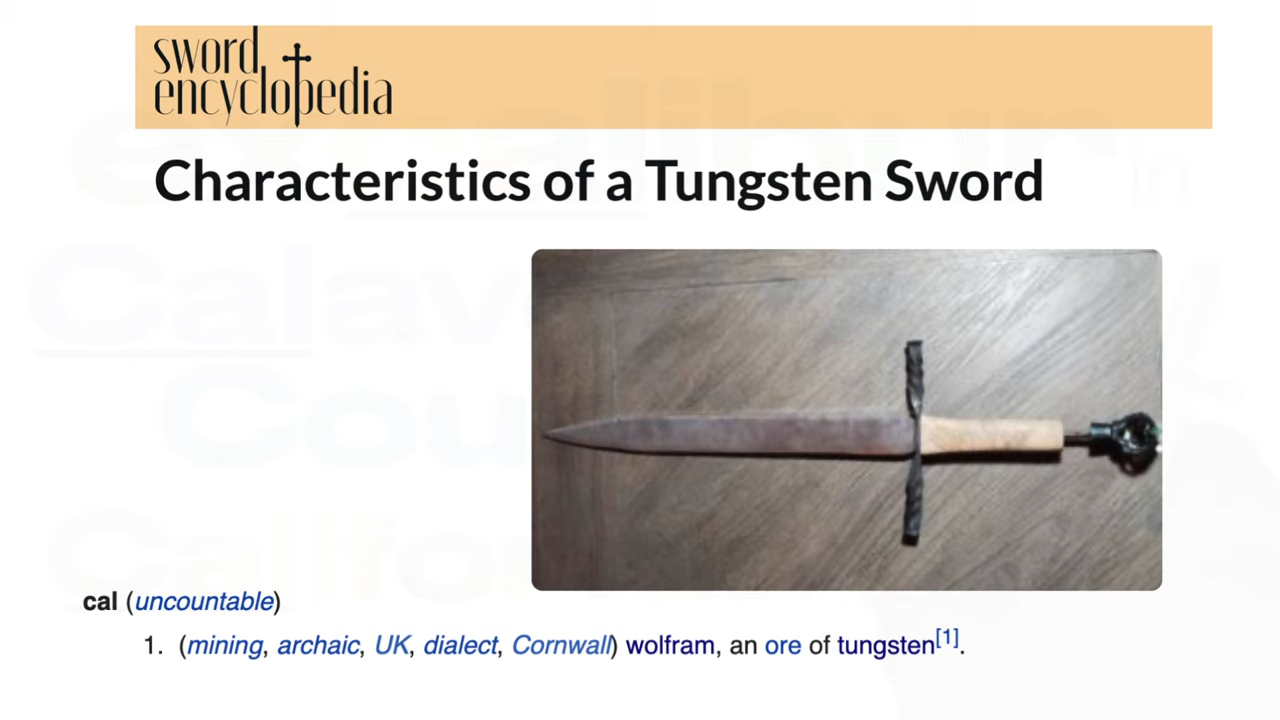 sword
encyclopedia
Characteristics of a Tungsten Sword
cal (uncountable)
1. (mining, archaic, UK, dialect, Cornwall) wolfram, an ore of tungsten[1].